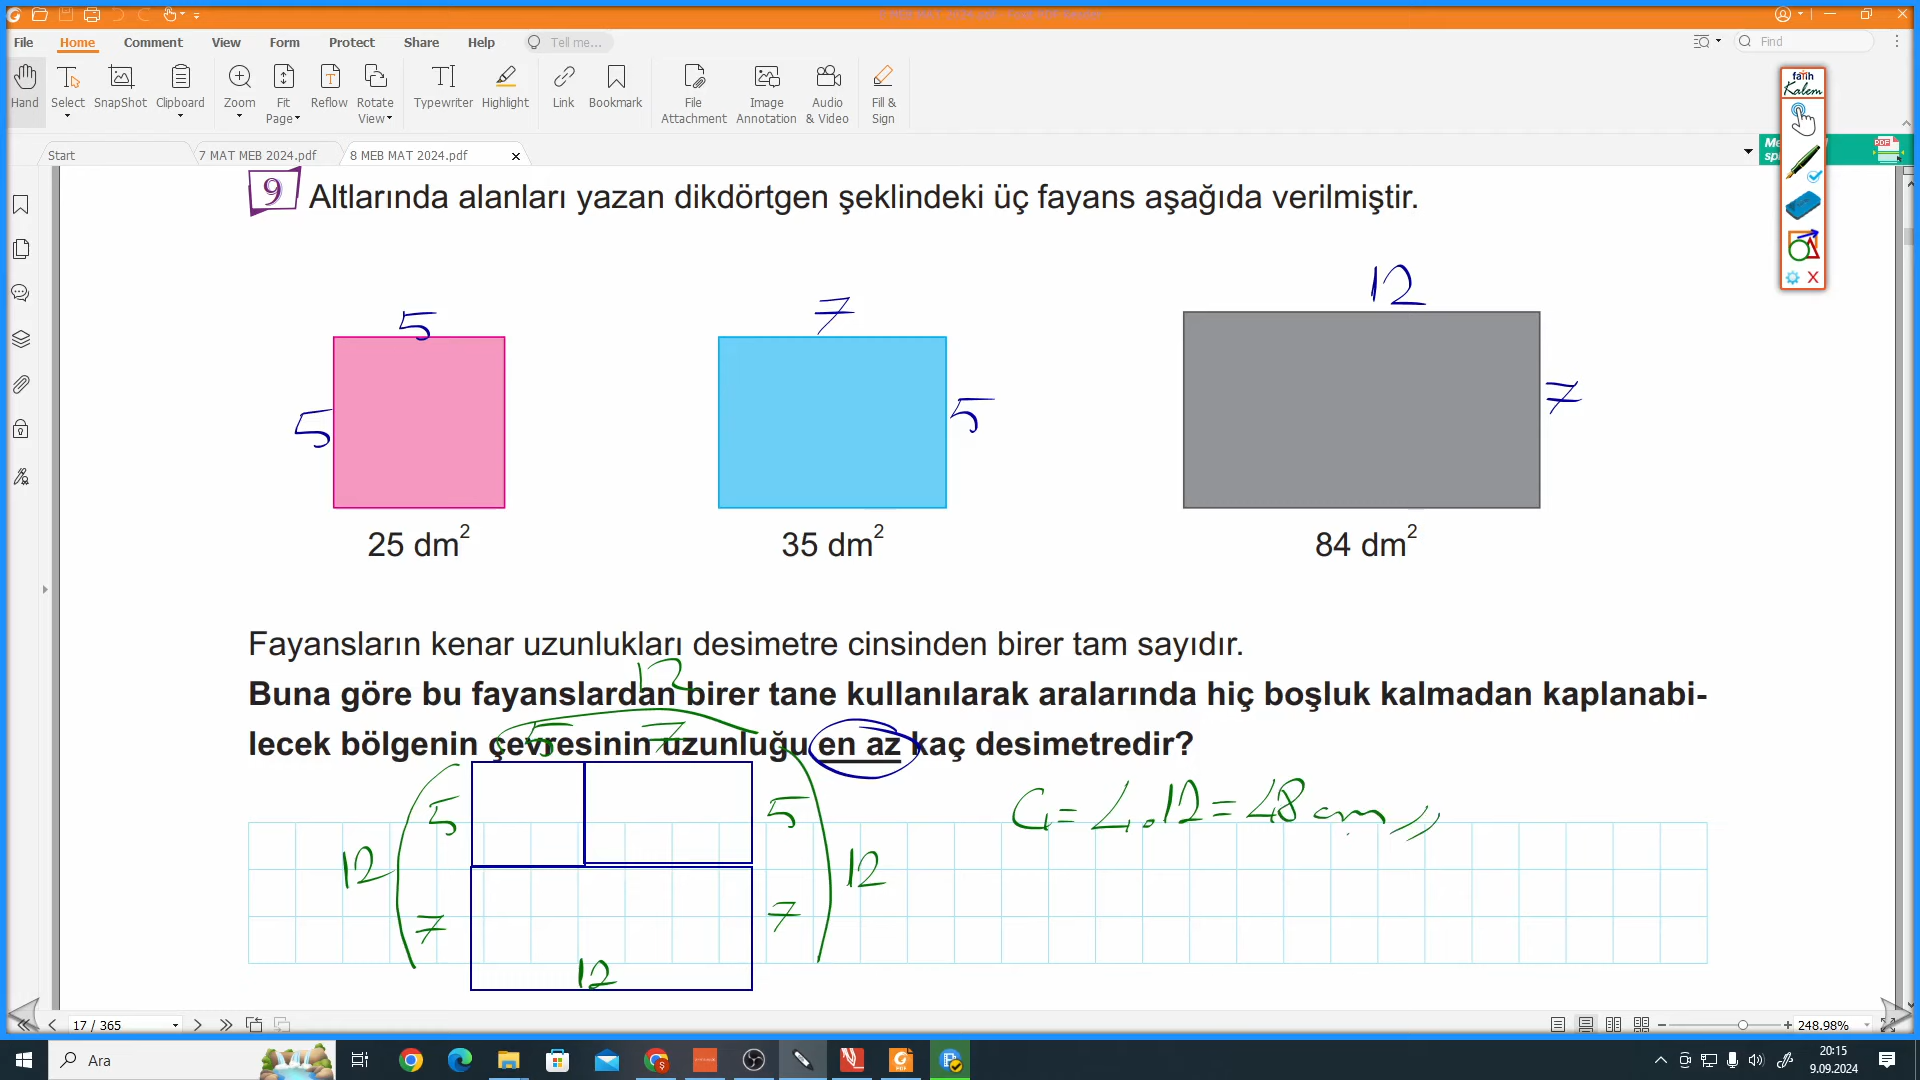 File Home Comment View Form Protect Share Help Tell me... Find
Hand Select SnapShot Clipboard Zoom Fit Page Reflow Rotate View Typewriter Highlight Link Bookmark File Attachment Image Annotation Audio & Video Fill & Sign
fatih Kalem
Start 7 MAT MEB 2024.pdf 8 MEB MAT 2024.pdf
9 Altlarında alanları yazan dikdörtgen şeklindeki üç fayans aşağıda verilmiştir.
5 7 12
5 5 7
25 dm² 35 dm² 84 dm²
Fayansların kenar uzunlukları desimetre cinsinden birer tam sayıdır.
12
Buna göre bu fayanslardan birer tane kullanılarak aralarında hiç boşluk kalmadan kaplanabi-
lecek bölgenin çevresinin uzunluğu en az kaç desimetredir?
5 7
5 5 Ç= 4.12=48 cm
12 12
7 7
12
17 / 365 248.98%
Ara 20:15
9.09.2024